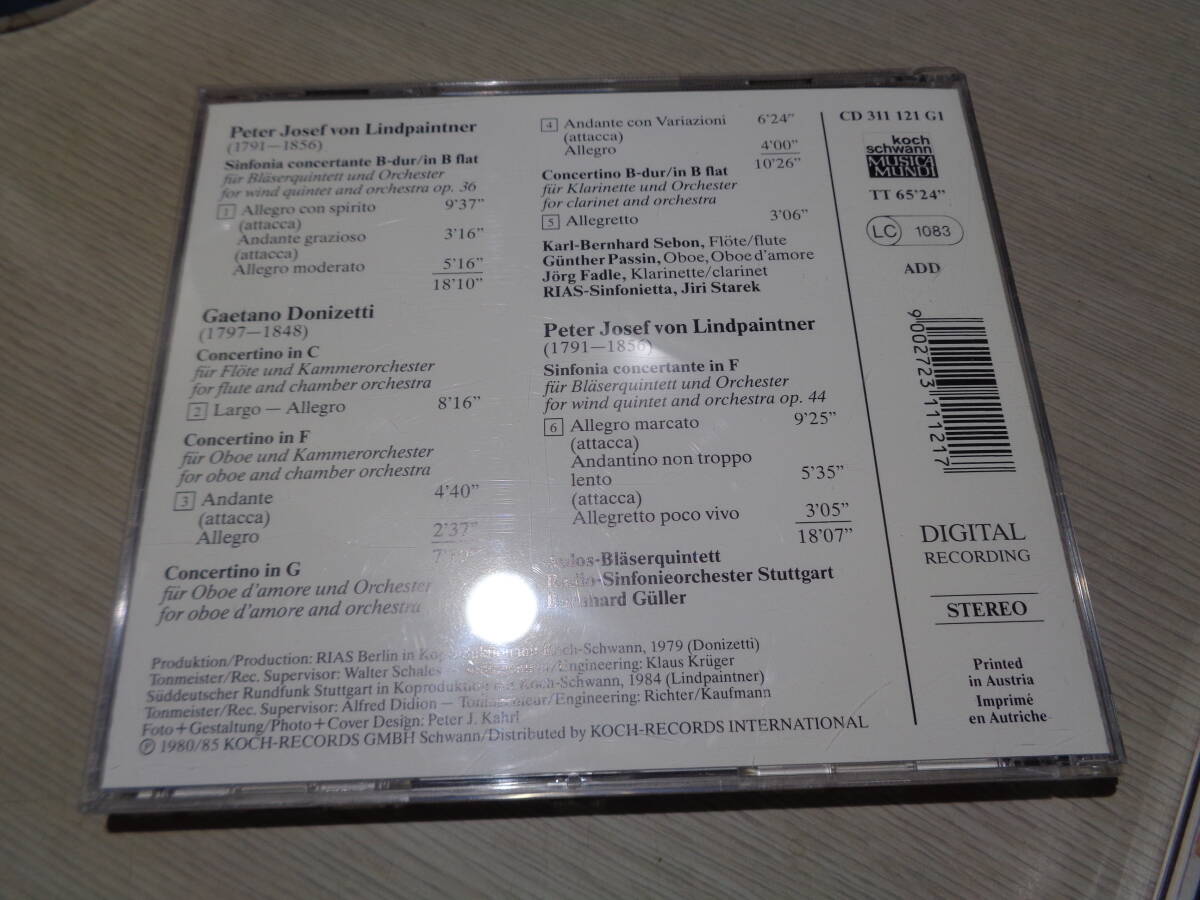 Peter Josef von Lindpaintner
(1791—1856)
Sinfonia concertante B-dur/in B flat
für Bläserquintett und Orchester
for wind quintet and orchestra op. 36
1 Allegro con spirito 9'37”
(attacca)
Andante grazioso 3'16”
(attacca)
Allegro moderato 5'16”
18'10”
Gaetano Donizetti
(1797—1848)
Concertino in C
für Flöte und Kammerorchester
for flute and chamber orchestra
2 Largo — Allegro 8'16”
Concertino in F
für Oboe und Kammerorchester
for oboe and chamber orchestra
3 Andante 4'40”
(attacca)
Allegro 2'37”
Concertino in G
für Oboe d'amore und Orchester
for oboe d'amore and orchestra
4 Andante con Variazioni 6'24”
(attacca)
Allegro 4'00”
10'26”
Concertino B-dur/in B flat
für Klarinette und Orchester
for clarinet and orchestra
5 Allegretto 3'06”
Karl-Bernhard Sebon, Flöte/flute
Günther Passin, Oboe, Oboe d'amore
Jörg Fadle, Klarinette/clarinet
RIAS-Sinfonietta, Jiri Starek
Peter Josef von Lindpaintner
(1791—1856)
Sinfonia concertante in F
für Bläserquintett und Orchester
for wind quintet and orchestra op. 44
6 Allegro marcato 9'25”
(attacca)
Andantino non troppo
lento 5'35”
(attacca)
Allegretto poco vivo 3'05”
18'07”
-Bläserquintett
-Sinfonieorchester Stuttgart
Güller
Produktion/Production: RIAS Berlin in Koch-Schwann, 1979 (Donizetti)
Tonmeister/Rec. Supervisor: Walter Schales /Engineering: Klaus Krüger
Süddeutscher Rundfunk Stuttgart in Koproduktion Koch-Schwann, 1984 (Lindpaintner)
Tonmeister/Rec. Supervisor: Alfred Didion — Toningenieur/Engineering: Richter/Kaufmann
Foto+Gestaltung/Photo+Cover Design: Peter J. Kahrl
℗ 1980/85 KOCH-RECORDS GMBH Schwann/Distributed by KOCH-RECORDS INTERNATIONAL
CD 311 121 G1
koch
schwann
MUSICA
MUNDI
TT 65'24”
LC 1083
ADD
9002723111217
DIGITAL
RECORDING
STEREO
Printed
in Austria
Imprimé
en Autriche